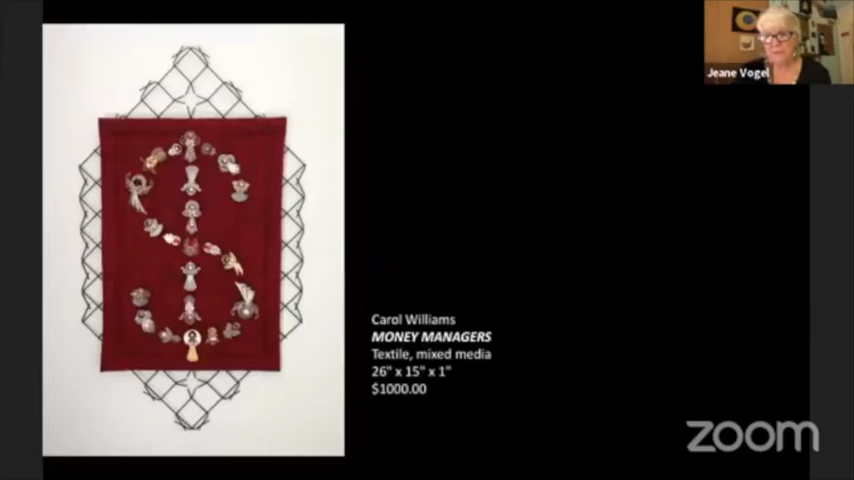 Jeane Vogel
Carol Williams
MONEY MANAGERS
Textile, mixed media
26" x 15" x 1"
$1000.00
zoom